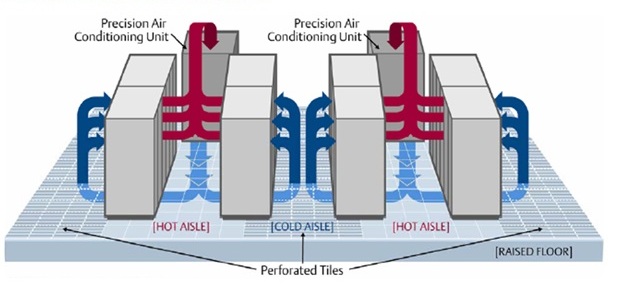 Precision Air
Conditioning Unit
Precision Air
Conditioning Unit
[HOT AISLE]
[COLD AISLE]
[HOT AISLE]
[RAISED FLOOR]
Perforated Tiles